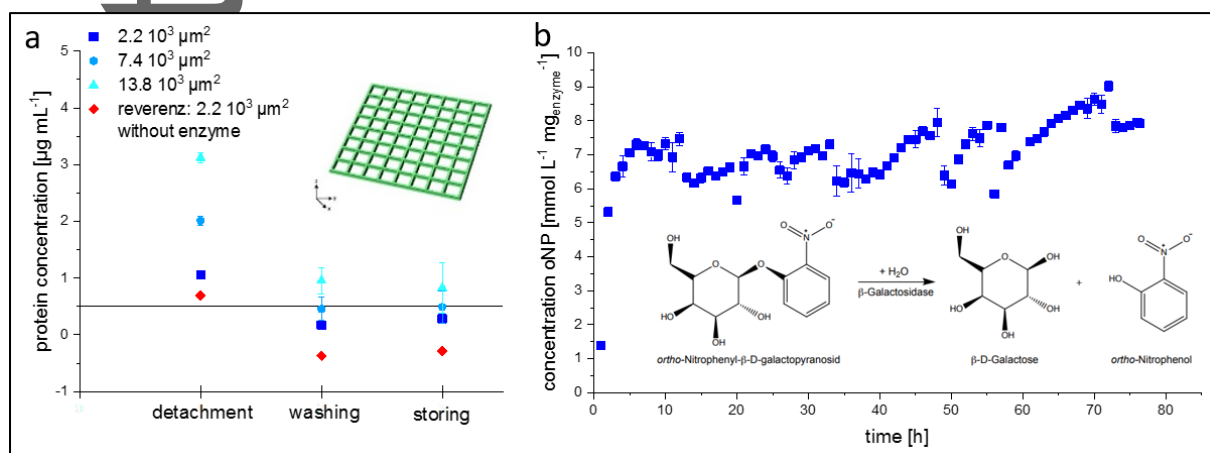 a
2.2 10³ µm²
7.4 10³ µm²
13.8 10³ µm²
reverenz: 2.2 10³ µm²
without enzyme
protein concentration [µg mL⁻¹]
5
4
3
2
1
0
-1
detachment washing storing
b
concentration oNP [mmol L⁻¹ mg enzyme⁻¹]
10
9
8
7
6
5
4
3
2
1
0
OH
HO
O
O
OH
OH
N⁺
O
O⁻
+ H₂O
β-Galactosidase
OH
HO
O
OH
OH
OH
+
HO
N⁺
O
O⁻
ortho-Nitrophenyl-β-D-galactopyranosid
β-D-Galactose
ortho-Nitrophenol
0 10 20 30 40 50 60 70 80
time [h]